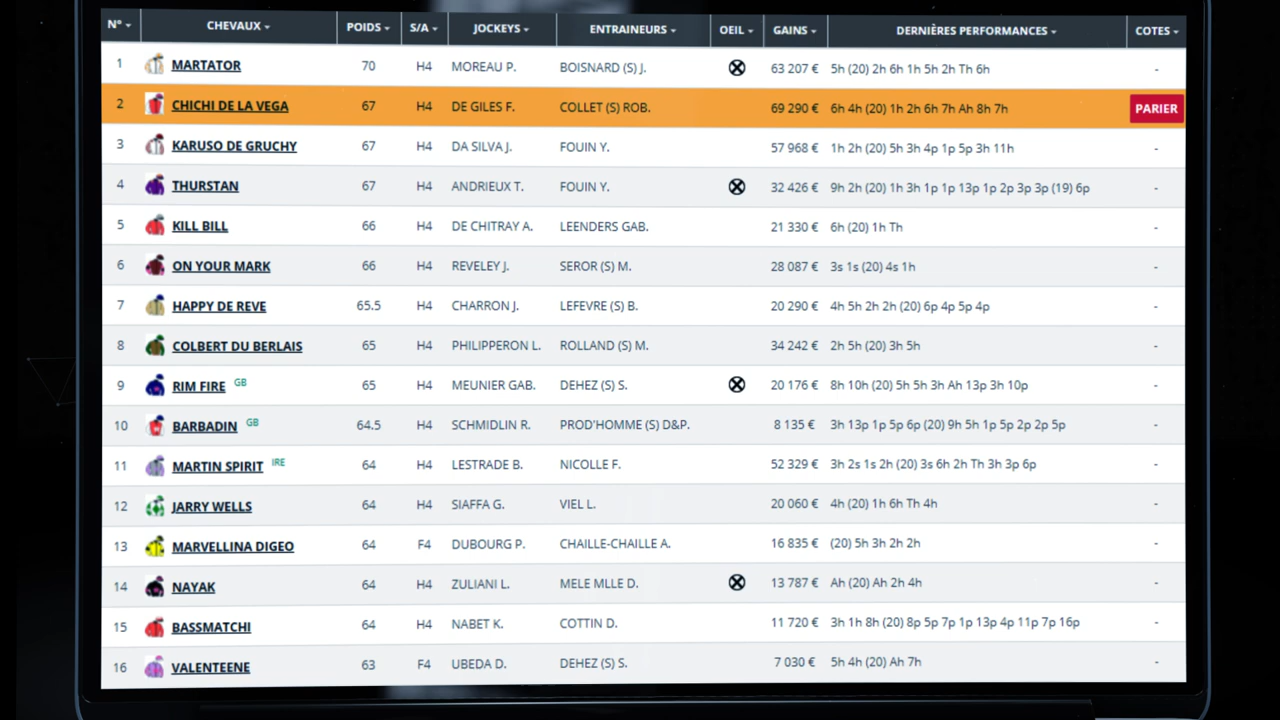 N° CHEVAUX POIDS S/A JOCKEYS ENTRAINEURS OEIL GAINS DERNIÈRES PERFORMANCES COTES
1 MARTATOR 70 H4 MOREAU P. BOISNARD (S) J. 63 207 € 5h (20) 2h 6h 1h 5h 2h Th 6h -
2 CHICHI DE LA VEGA 67 H4 DE GILES F. COLLET (S) ROB. 69 290 € 6h 4h (20) 1h 2h 6h 7h Ah 8h 7h PARIER
3 KARUSO DE GRUCHY 67 H4 DA SILVA J. FOUIN Y. 57 968 € 1h 2h (20) 5h 3h 4p 1p 5p 3h 11h -
4 THURSTAN 67 H4 ANDRIEUX T. FOUIN Y. 32 426 € 9h 2h (20) 1h 3h 1p 1p 13p 1p 2p 3p 3p (19) 6p -
5 KILL BILL 66 H4 DE CHITRAY A. LEENDERS GAB. 21 330 € 6h (20) 1h Th -
6 ON YOUR MARK 66 H4 REVELEY J. SEROR (S) M. 28 087 € 3s 1s (20) 4s 1h -
7 HAPPY DE REVE 65.5 H4 CHARRON J. LEFEVRE (S) B. 20 290 € 4h 5h 2h 2h (20) 6p 4p 5p 4p -
8 COLBERT DU BERLAIS 65 H4 PHILIPPERON L. ROLLAND (S) M. 34 242 € 2h 5h (20) 3h 5h -
9 RIM FIRE GB 65 H4 MEUNIER GAB. DEHEZ (S) S. 20 176 € 8h 10h (20) 5h 5h 3h Ah 13p 3h 10p -
10 BARBADIN GB 64.5 H4 SCHMIDLIN R. PROD'HOMME (S) D&P. 8 135 € 3h 13p 1p 5p 6p (20) 9h 5h 1p 5p 2p 2p 5p -
11 MARTIN SPIRIT IRE 64 H4 LESTRADE B. NICOLLE F. 52 329 € 3h 2s 1s 2h (20) 3s 6h 2h Th 3h 3p 6p -
12 JARRY WELLS 64 H4 SIAFFA G. VIEL L. 20 060 € 4h (20) 1h 6h Th 4h -
13 MARVELLINA DIGEO 64 F4 DUBOURG P. CHAILLE-CHAILLE A. 16 835 € (20) 5h 3h 2h 2h -
14 NAYAK 64 H4 ZULIANI L. MELE MLLE D. 13 787 € Ah (20) Ah 2h 4h -
15 BASSMATCHI 64 H4 NABET K. COTTIN D. 11 720 € 3h 1h 8h (20) 8p 5p 7p 1p 13p 4p 11p 7p 16p -
16 VALENTEENE 63 F4 UBEDA D. DEHEZ (S) S. 7 030 € 5h 4h (20) Ah 7h -